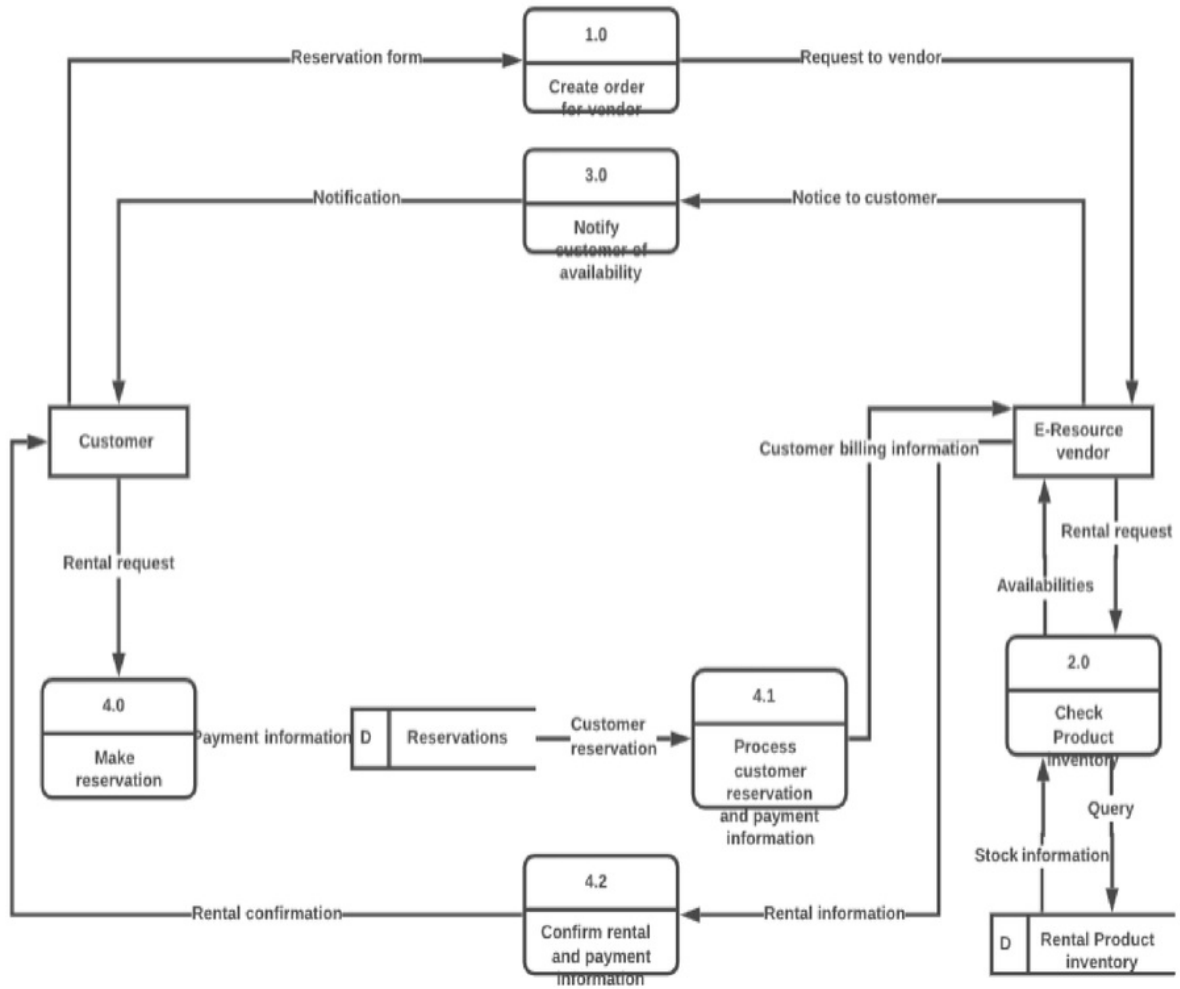 1.0
Create order
for vendor
Reservation form
Request to vendor
3.0
Notify
customer of
availability
Notification
Notice to customer
Customer
E-Resource
vendor
Customer billing information
Rental request
Rental request
Availabilities
2.0
Check
Product
inventory
4.0
Make
reservation
Payment information
D
Reservations
Customer
reservation
4.1
Process
customer
reservation
and payment
information
Query
Stock information
4.2
Confirm rental
and payment
information
Rental confirmation
Rental information
D
Rental Product
inventory